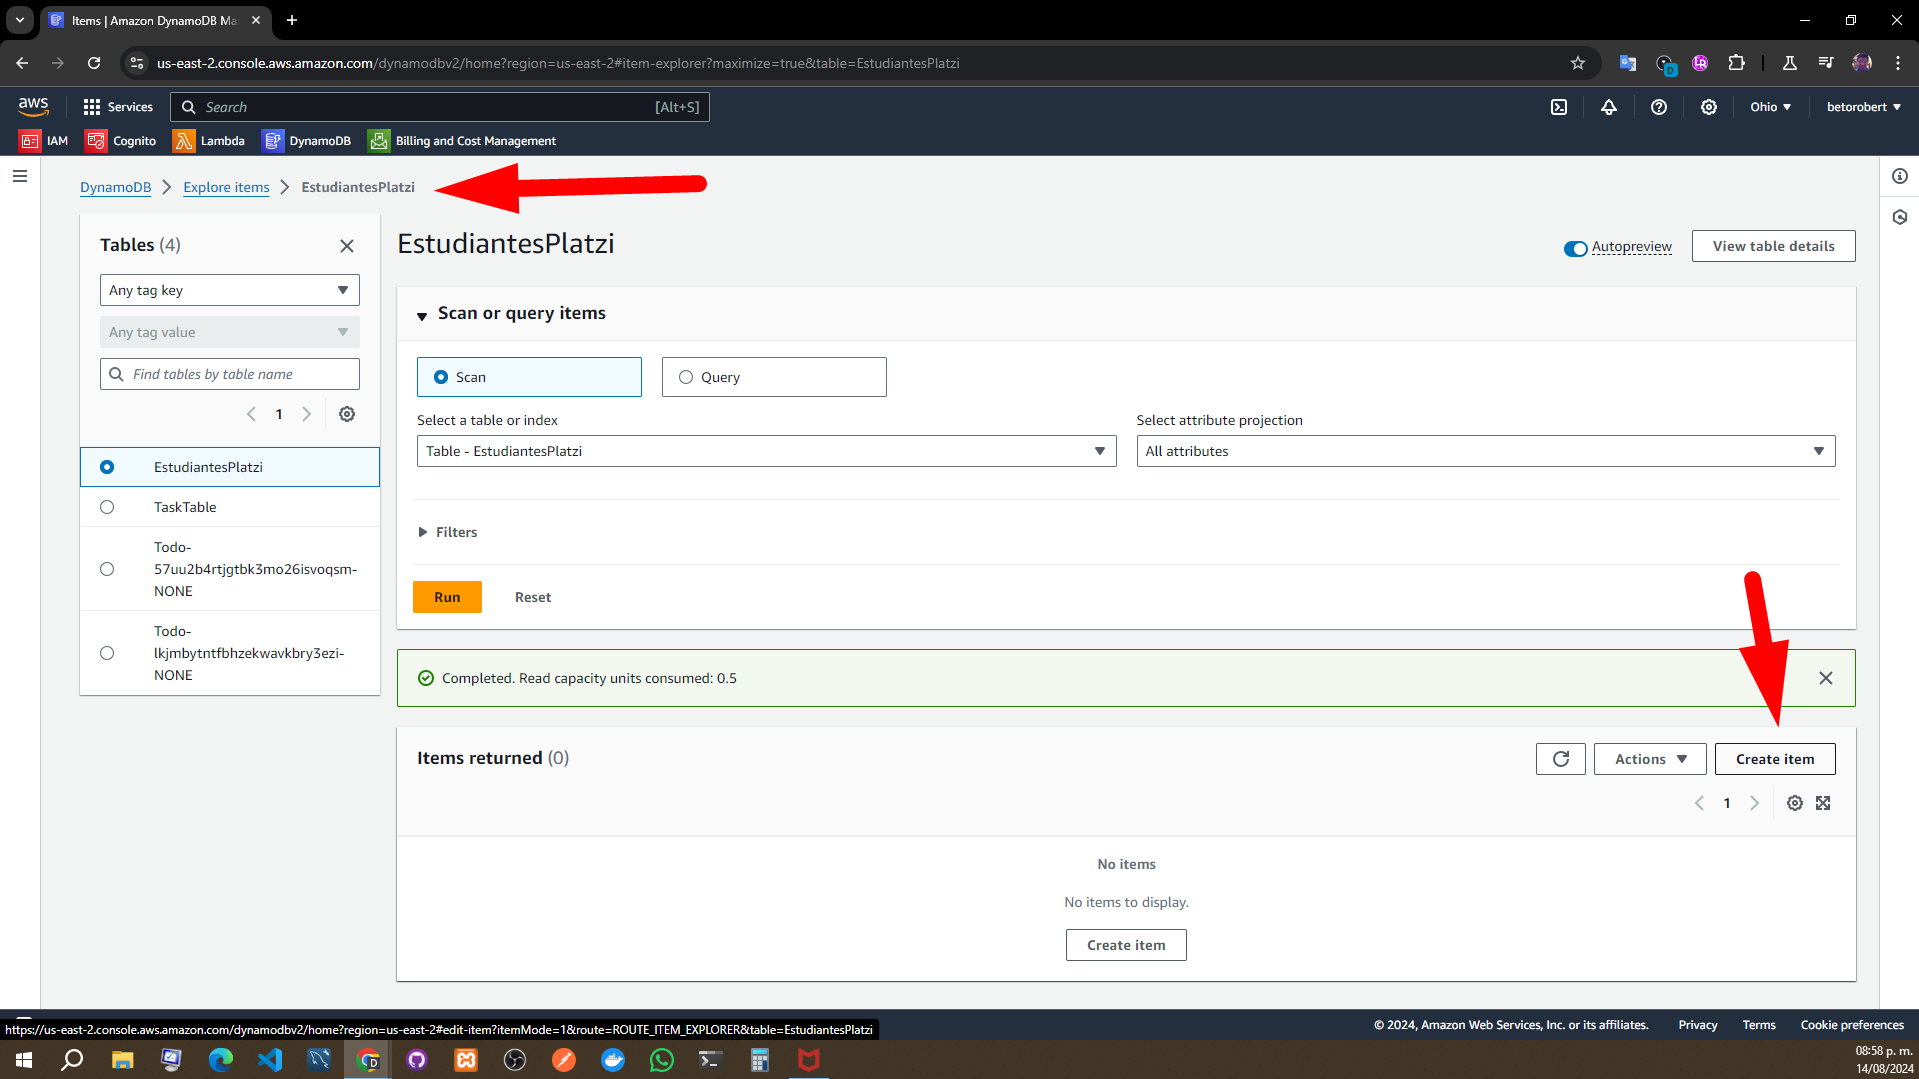 Items | Amazon DynamoDB Ma
us-east-2.console.aws.amazon.com/dynamodbv2/home?region=us-east-2#item-explorer?maximize=true&table=EstudiantesPlatzi
D
LR
aws
Services
Search
[Alt+S]
Ohio
betorobert
IAM
Cognito
Lambda
DynamoDB
Billing and Cost Management
DynamoDB
Explore items
EstudiantesPlatzi
Tables (4)
Any tag key
Any tag value
Find tables by table name
1
EstudiantesPlatzi
TaskTable
Todo-
57uu2b4rtjgtbk3mo26isvoqsm-
NONE
Todo-
lkjmbytntfbhzekwavkbry3ezi-
NONE
EstudiantesPlatzi
Autopreview
View table details
Scan or query items
Scan
Query
Select a table or index
Table - EstudiantesPlatzi
Select attribute projection
All attributes
Filters
Run
Reset
Completed. Read capacity units consumed: 0.5
Items returned (0)
Actions
Create item
1
No items
No items to display.
Create item
https://us-east-2.console.aws.amazon.com/dynamodbv2/home?region=us-east-2#edit-item?itemMode=1&route=ROUTE_ITEM_EXPLORER&table=EstudiantesPlatzi
© 2024, Amazon Web Services, Inc. or its affiliates.
Privacy
Terms
Cookie preferences
D
08:58 p. m.
14/08/2024